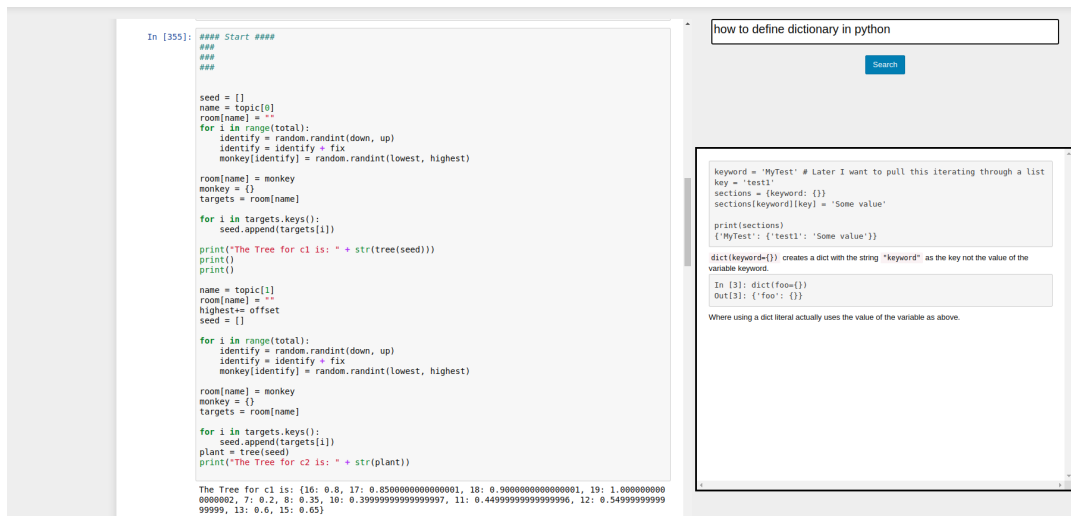 In [355]:
#### Start ####
###
###
###
seed = []
name = topic[0]
room[name] = ""
for i in range(total):
    identify = random.randint(down, up)
    identify = identify + fix
    monkey[identify] = random.randint(lowest, highest)
room[name] = monkey
monkey = {}
targets = room[name]
for i in targets.keys():
    seed.append(targets[i])
print("The Tree for c1 is: " + str(tree(seed)))
print()
print()
name = topic[1]
room[name] = ""
highest+= offset
seed = []
for i in range(total):
    identify = random.randint(down, up)
    identify = identify + fix
    monkey[identify] = random.randint(lowest, highest)
room[name] = monkey
monkey = {}
targets = room[name]
for i in targets.keys():
    seed.append(targets[i])
plant = tree(seed)
print("The Tree for c2 is: " + str(plant))
The Tree for c1 is: {16: 0.8, 17: 0.8500000000000001, 18: 0.9000000000000001, 19: 1.000000000
0000002, 7: 0.2, 8: 0.35, 10: 0.39999999999999997, 11: 0.44999999999999996, 12: 0.54999999999
99999, 13: 0.6, 15: 0.65}
how to define dictionary in python
Search
keyword = 'MyTest' # Later I want to pull this iterating through a list
key = 'test1'
sections = {keyword: {}}
sections[keyword][key] = 'Some value'
print(sections)
{'MyTest': {'test1': 'Some value'}}
dict(keyword={}) creates a dict with the string "keyword" as the key not the value of the
variable keyword.
In [3]: dict(foo={})
Out[3]: {'foo': {}}
Where using a dict literal actually uses the value of the variable as above.